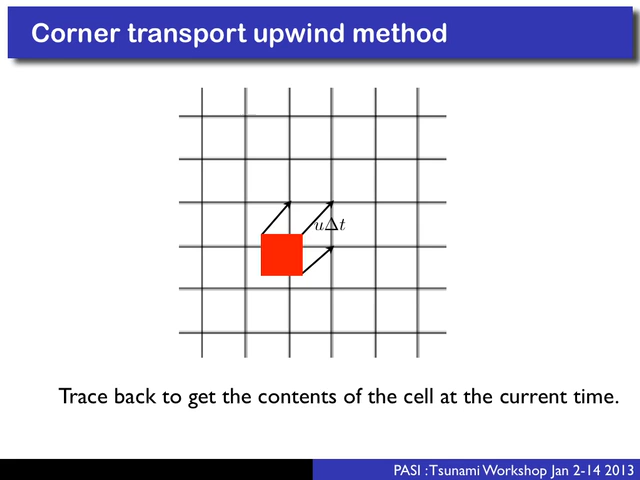 Corner transport upwind method
uΔt
Trace back to get the contents of the cell at the current time.
PASI : Tsunami Workshop Jan 2-14 2013